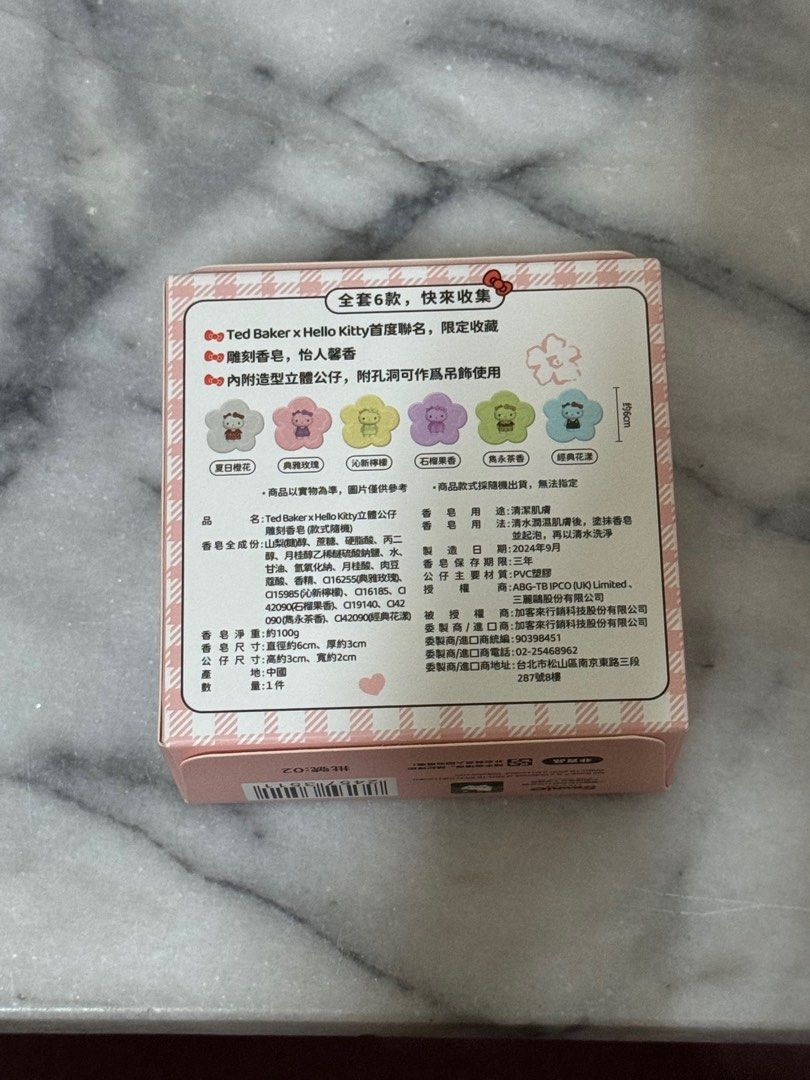 全套6款，快來收集
Ted Baker x Hello Kitty首度聯名，限定收藏
雕刻香皂，怡人馨香
內附造型立體公仔，附孔洞可作爲吊飾使用
約6cm
夏日橙花 典雅玫瑰 沁新檸檬 石榴果香 雋永茶香 經典花漾
•商品以實物為準，圖片僅供參考 •商品款式採隨機出貨，無法指定
品名:Ted Baker x Hello Kitty立體公仔
雕刻香皂(款式隨機)
香皂全成份:山梨(糖)醇、蔗糖、硬脂酸、丙二
醇、月桂醇乙烯醚硫酸鈉鹽、水、
甘油、氫氧化納、月桂酸、肉豆
蔻酸、香精、CI16255(典雅玫瑰)、
CI15985(沁新檸檬)、CI16185、CI
42090(石榴果香)、CI19140、CI42
090(雋永茶香)、CI42090(經典花漾)
香皂淨重:約100g
香皂尺寸:直徑約6cm、厚約3cm
公仔尺寸:高約3cm、寬約2cm
產地:中國
數量:1件
香皂用途:清潔肌膚
香皂用法:清水潤濕肌膚後，塗抹香皂
並起泡，再以清水洗淨
製造日期:2024年9月
香皂保存期限:三年
公仔主要材質:PVC塑膠
授權商:ABG-TB IPCO (UK) Limited、
三麗鷗股份有限公司
被授權商:加客來行銷科技股份有限公司
委製商/進口商:加客來行銷科技股份有限公司
委製商/進口商統編:90398451
委製商/進口商電話:02-25468962
委製商/進口商地址:台北市松山區南京東路三段
287號8樓
批號:02
非賣品